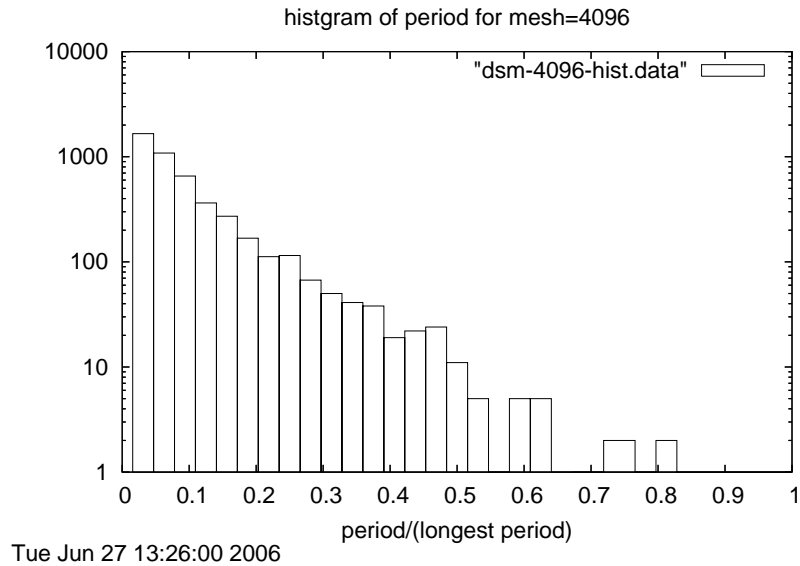 histgram of period for mesh=4096
10000
1000
100
10
1
"dsm-4096-hist.data"
0 0.1 0.2 0.3 0.4 0.5 0.6 0.7 0.8 0.9 1
period/(longest period)
Tue Jun 27 13:26:00 2006